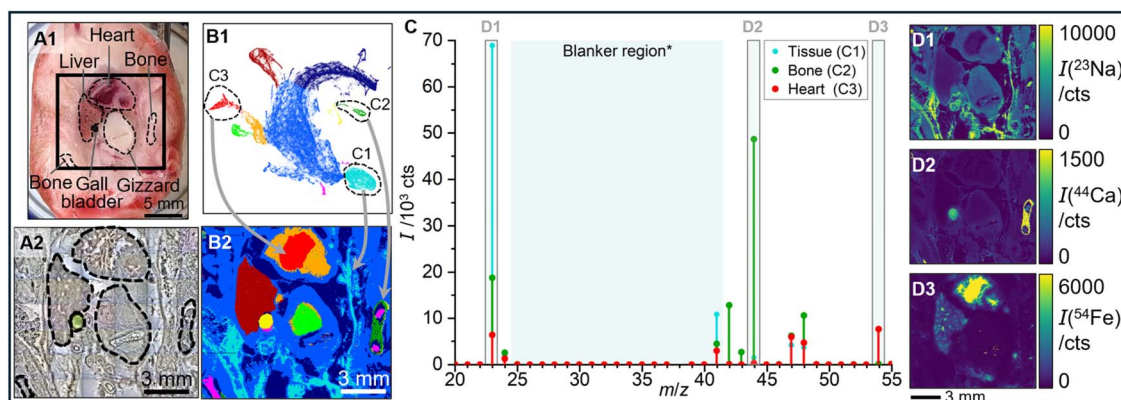 A1
Heart
Liver
Bone
Bone
Gall
bladder
Gizzard
5 mm
A2
3 mm
B1
C3
C2
C1
B2
3 mm
C
D1
D2
D3
Blanker region*
Tissue (C1)
Bone (C2)
Heart (C3)
I /10³ cts
70
60
50
40
30
20
10
0
20 25 30 35 40 45 50 55
m/z
D1
10000
I(²³Na)
/cts
0
D2
1500
I(⁴⁴Ca)
/cts
0
D3
6000
I(⁵⁴Fe)
/cts
0
3 mm